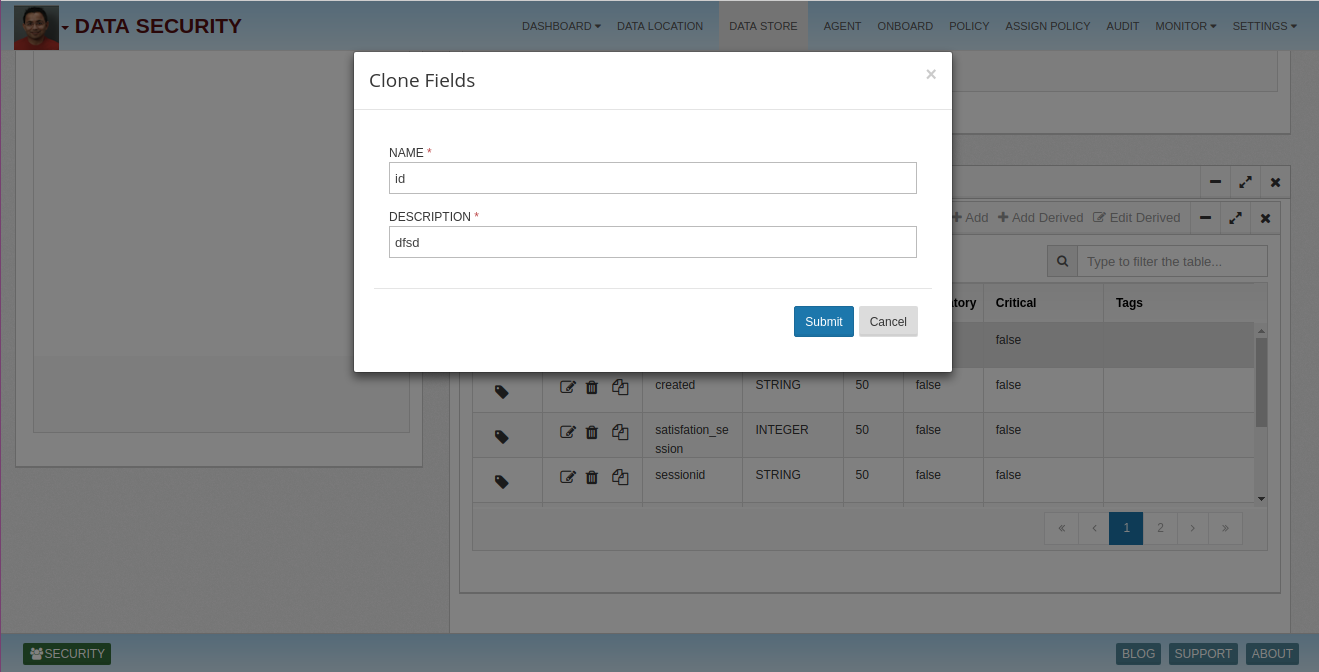 DATA SECURITY
DASHBOARD DATA LOCATION DATA STORE AGENT ONBOARD POLICY ASSIGN POLICY AUDIT MONITOR SETTINGS
Clone Fields
×
NAME *
id
DESCRIPTION *
dfsd
Submit Cancel
Add Add Derived Edit Derived
Type to filter the table...
Critical Tags
false
created STRING 50 false false
satisfation_se INTEGER 50 false false
ssion
sessionid STRING 50 false false
« ‹ 1 2 › »
SECURITY
BLOG SUPPORT ABOUT